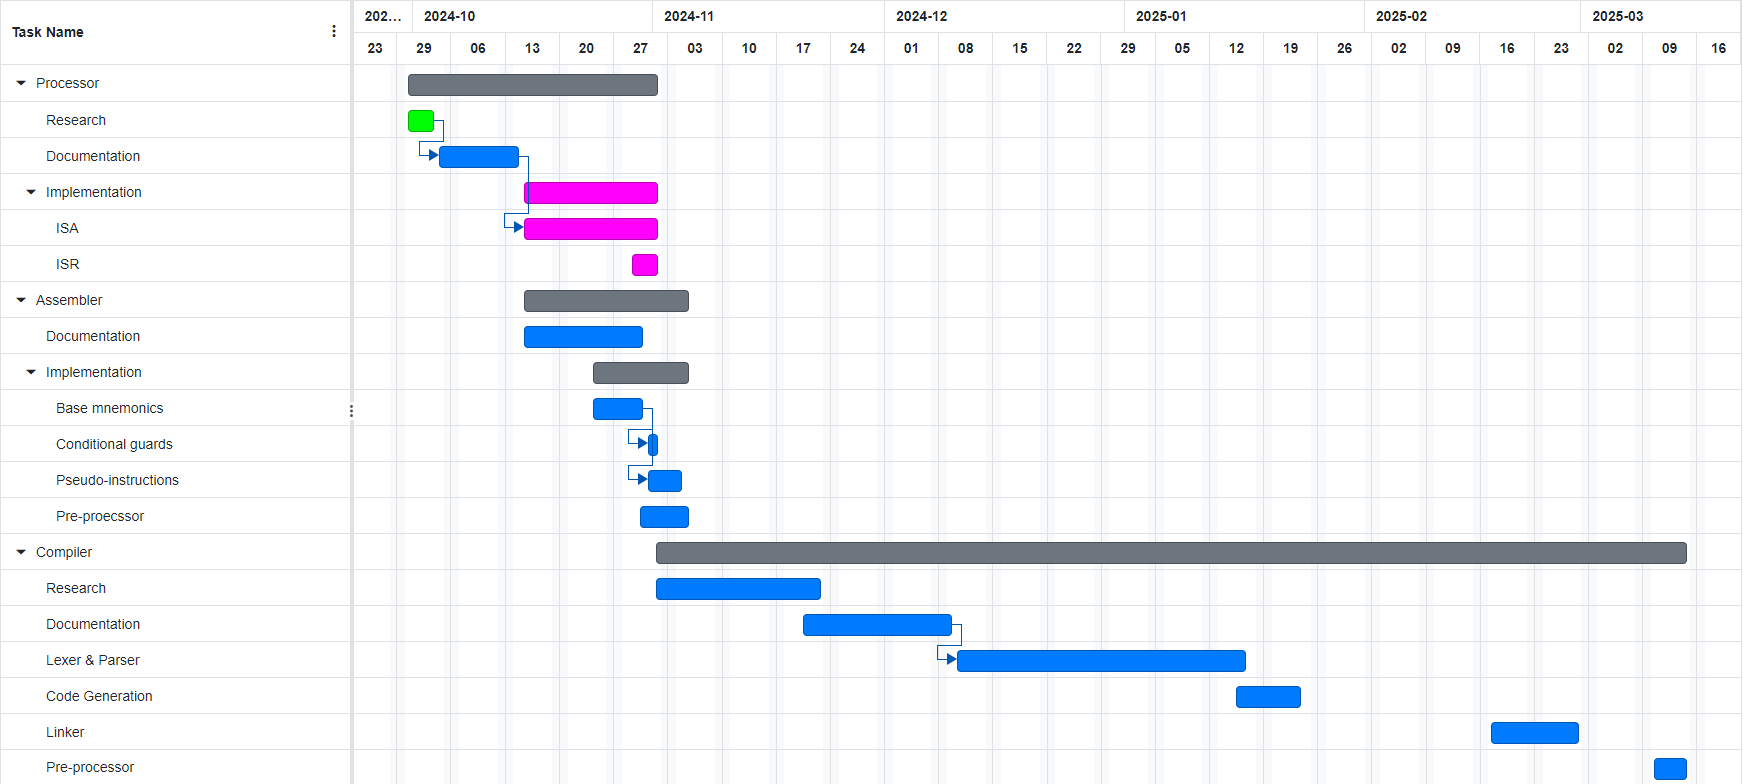 Task Name
202... 2024-10 2024-11 2024-12 2025-01 2025-02 2025-03
23 29 06 13 20 27 03 10 17 24 01 08 15 22 29 05 12 19 26 02 09 16 23 02 09 16
Processor
Research
Documentation
Implementation
ISA
ISR
Assembler
Documentation
Implementation
Base mnemonics
Conditional guards
Pseudo-instructions
Pre-proecssor
Compiler
Research
Documentation
Lexer & Parser
Code Generation
Linker
Pre-processor